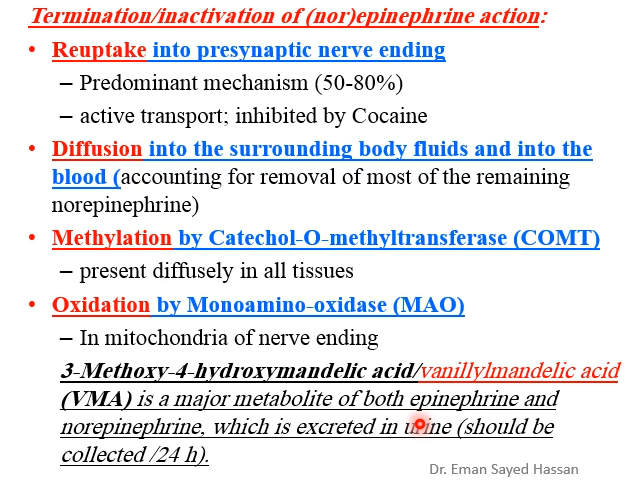 Termination/inactivation of (nor)epinephrine action:
• Reuptake into presynaptic nerve ending
– Predominant mechanism (50-80%)
– active transport; inhibited by Cocaine
• Diffusion into the surrounding body fluids and into the
blood (accounting for removal of most of the remaining
norepinephrine)
• Methylation by Catechol-O-methyltransferase (COMT)
– present diffusely in all tissues
• Oxidation by Monoamino-oxidase (MAO)
– In mitochondria of nerve ending
3-Methoxy-4-hydroxymandelic acid/vanillylmandelic acid
(VMA) is a major metabolite of both epinephrine and
norepinephrine, which is excreted in urine (should be
collected /24 h).
Dr. Eman Sayed Hassan